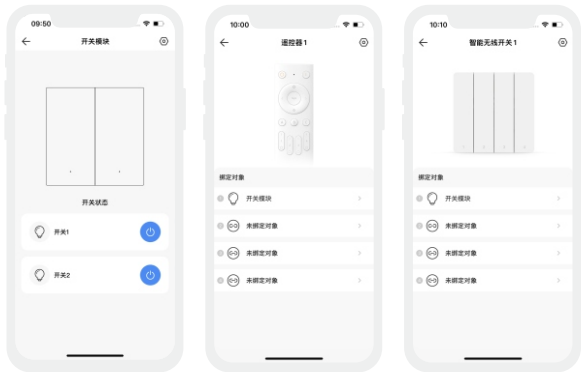 09:50
开关模块
开关状态
开关1
开关2
10:00
遥控器1
绑定对象
开关模块
未绑定对象
未绑定对象
未绑定对象
10:10
智能无线开关1
绑定对象
开关模块
未绑定对象
未绑定对象
未绑定对象